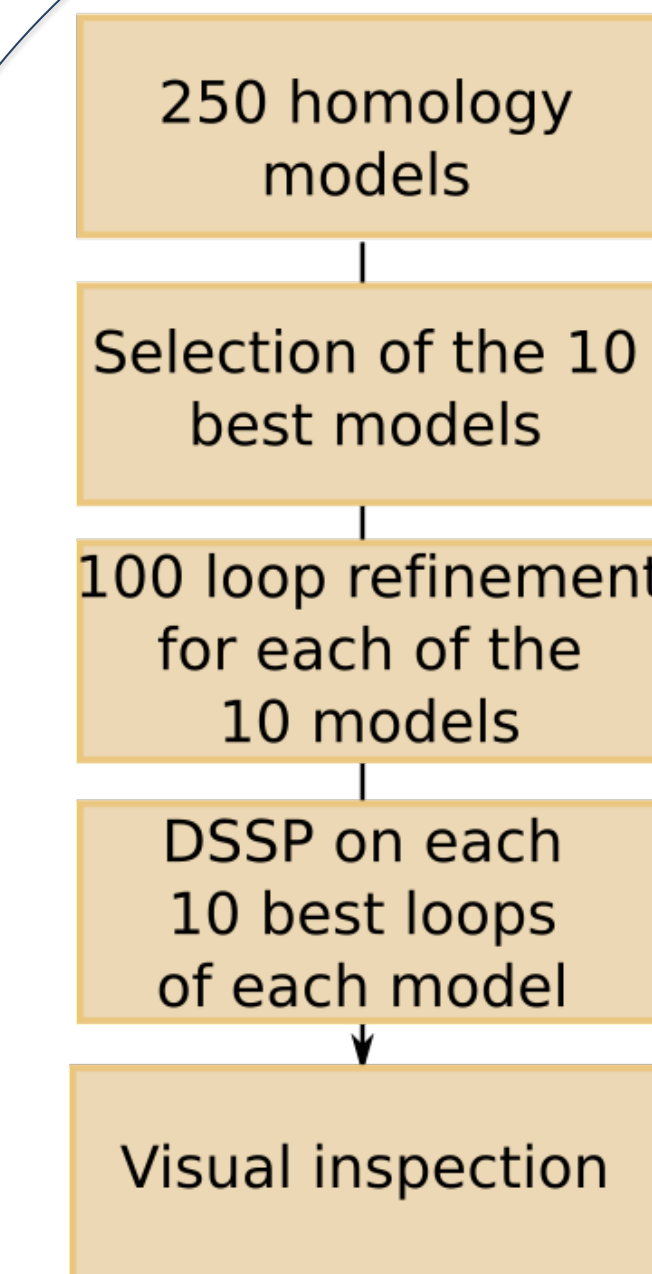 250 homology
models
Selection of the 10
best models
100 loop refinement
for each of the
10 models
DSSP on each
10 best loops
of each model
Visual inspection